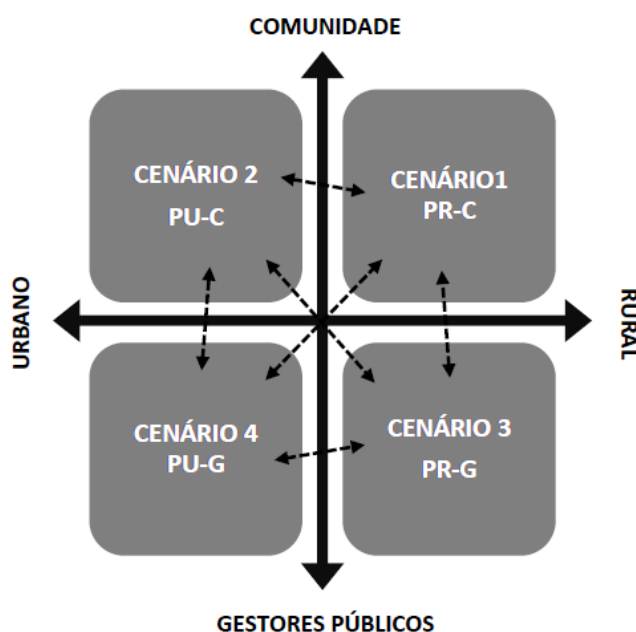 COMUNIDADE
CENÁRIO 2
PU-C
CENÁRIO1
PR-C
URBANO
RURAL
CENÁRIO 4
PU-G
CENÁRIO 3
PR-G
GESTORES PÚBLICOS